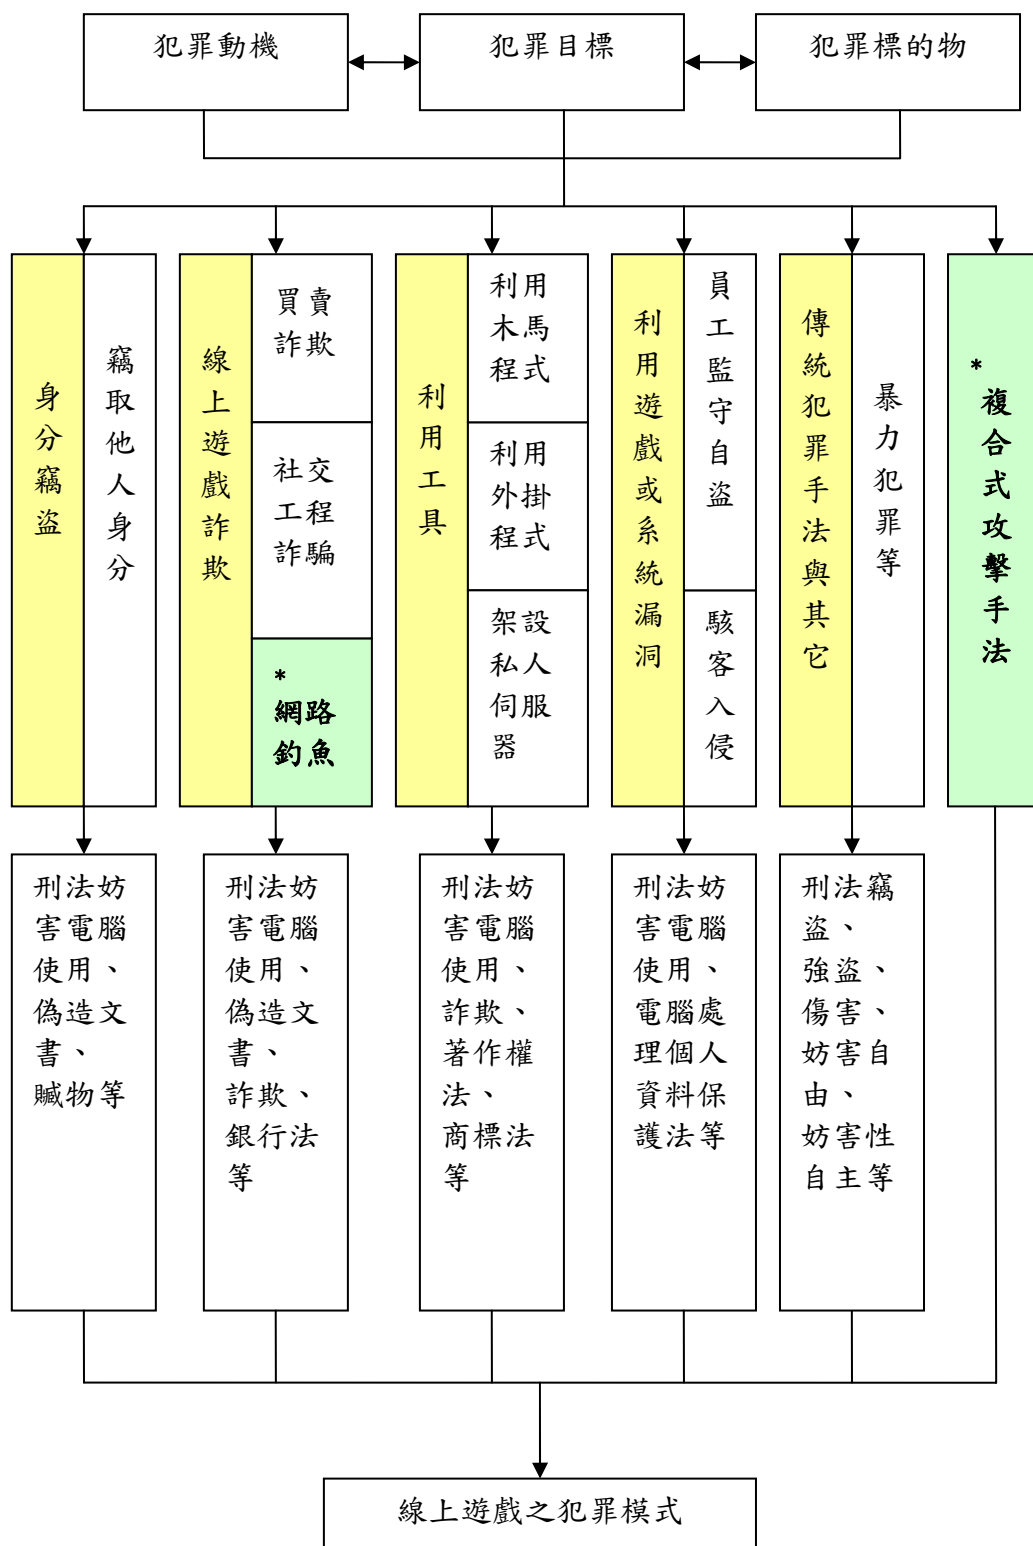 犯罪動機
犯罪目標
犯罪標的物
身分竊盜
竊取他人身分
線上遊戲詐欺
買賣
詐欺
社交
工程
詐騙
*
網路
釣魚
利用工具
利用
木馬
程式
利用
外掛
程式
架設
私人
伺服
器
利用遊戲或系統漏洞
員工監守自盜
駭客入侵
傳統犯罪手法與其它
暴力犯罪等
*複合式攻擊手法
刑法妨
害電腦
使用、
偽造文
書、
贓物等
刑法妨
害電腦
使用、
偽造文
書、
詐欺、
銀行法
等
刑法妨
害電腦
使用、
詐欺、
著作權
法、
商標法
等
刑法妨
害電腦
使用、
電腦處
理個人
資料保
護法等
刑法竊
盜、
強盜、
傷害、
妨害自
由、
妨害性
自主等
線上遊戲之犯罪模式